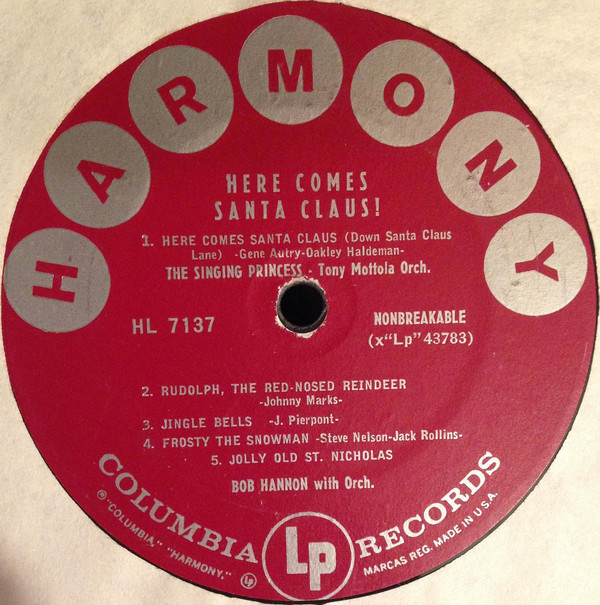 HARMONY
HERE COMES
SANTA CLAUS!
1. HERE COMES SANTA CLAUS (Down Santa Claus
Lane) -Gene Autry-Oakley Haldeman-
THE SINGING PRINCESS - Tony Mottola Orch.
HL 7137
NONBREAKABLE
(x"Lp" 43783)
2. RUDOLPH, THE RED-NOSED REINDEER
-Johnny Marks-
3. JINGLE BELLS -J. Pierpont-
4. FROSTY THE SNOWMAN -Steve Nelson-Jack Rollins-
5. JOLLY OLD ST. NICHOLAS
BOB HANNON with Orch.
COLUMBIA Lp RECORDS
® "COLUMBIA," "HARMONY," Lp
MARCAS REG. MADE IN U.S.A.